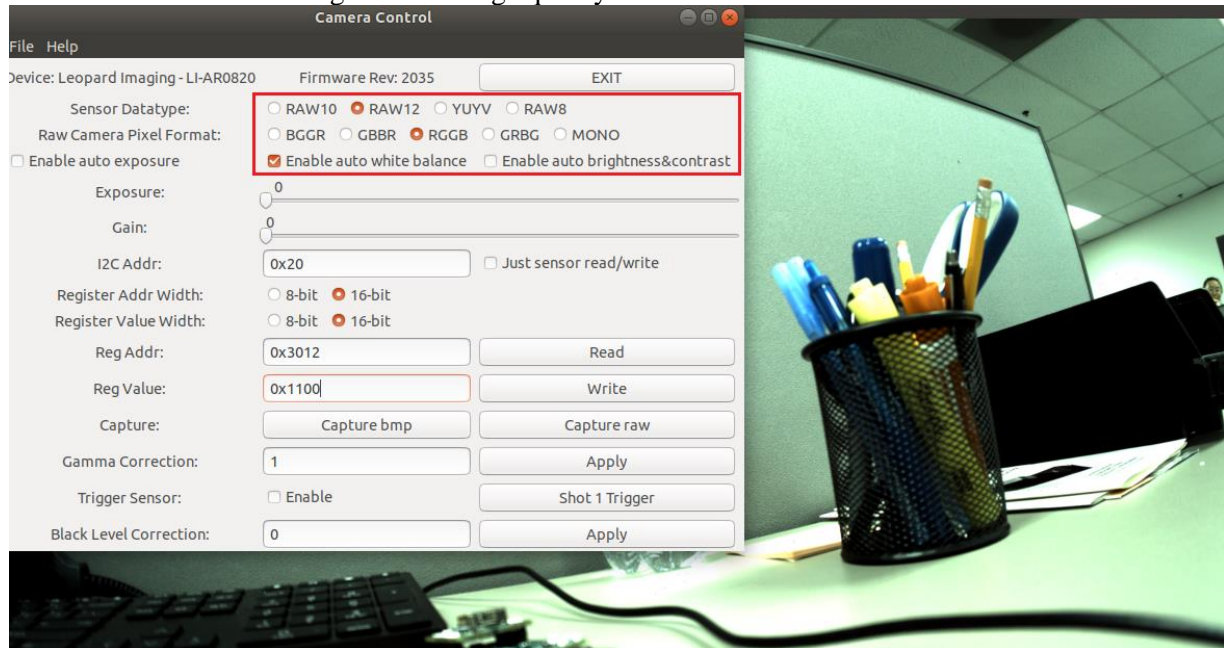 Camera Control
File Help
Device: Leopard Imaging - LI-AR0820 Firmware Rev: 2035 EXIT
Sensor Datatype: RAW10 RAW12 YUYV RAW8
Raw Camera Pixel Format: BGGR GBBR RGGB GRBG MONO
Enable auto exposure Enable auto white balance Enable auto brightness&contrast
Exposure: 0
Gain: 0
I2C Addr: 0x20 Just sensor read/write
Register Addr Width: 8-bit 16-bit
Register Value Width: 8-bit 16-bit
Reg Addr: 0x3012 Read
Reg Value: 0x1100 Write
Capture: Capture bmp Capture raw
Gamma Correction: 1 Apply
Trigger Sensor: Enable Shot 1 Trigger
Black Level Correction: 0 Apply